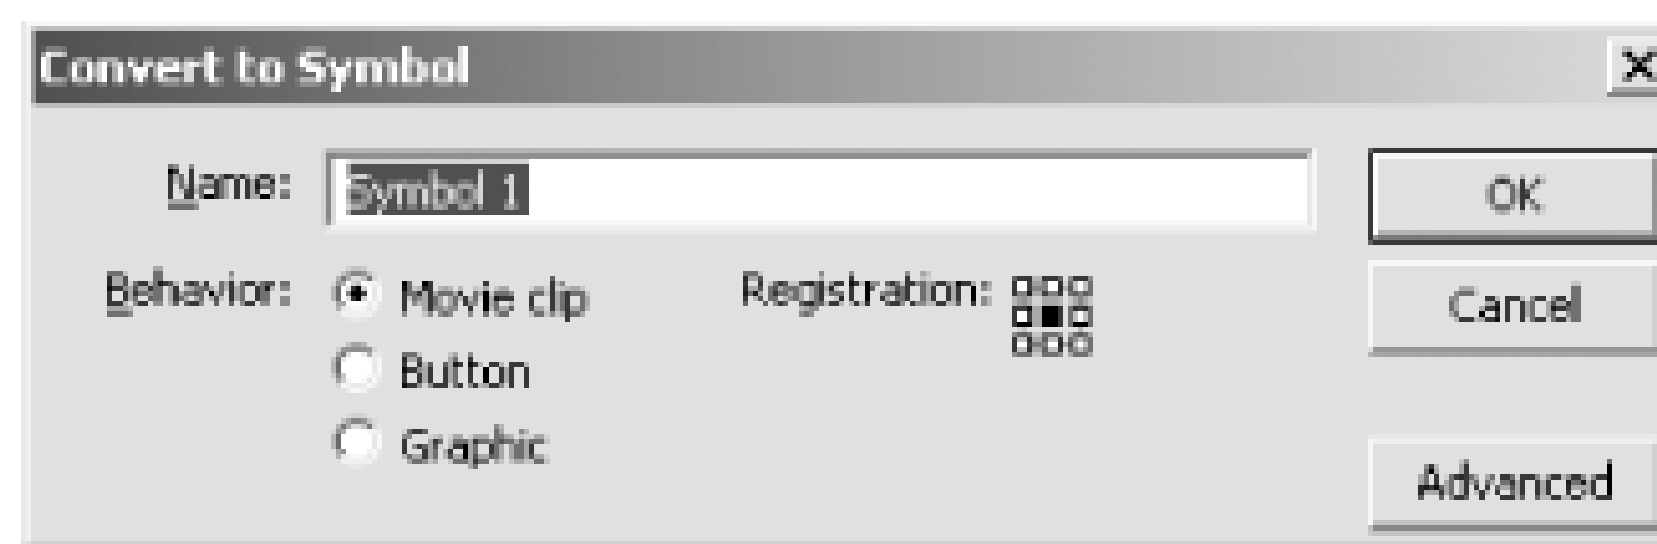 Convert to Symbol
Name: Symbol 1
OK
Behavior: Movie clip
Registration:
Cancel
Button
Graphic
Advanced